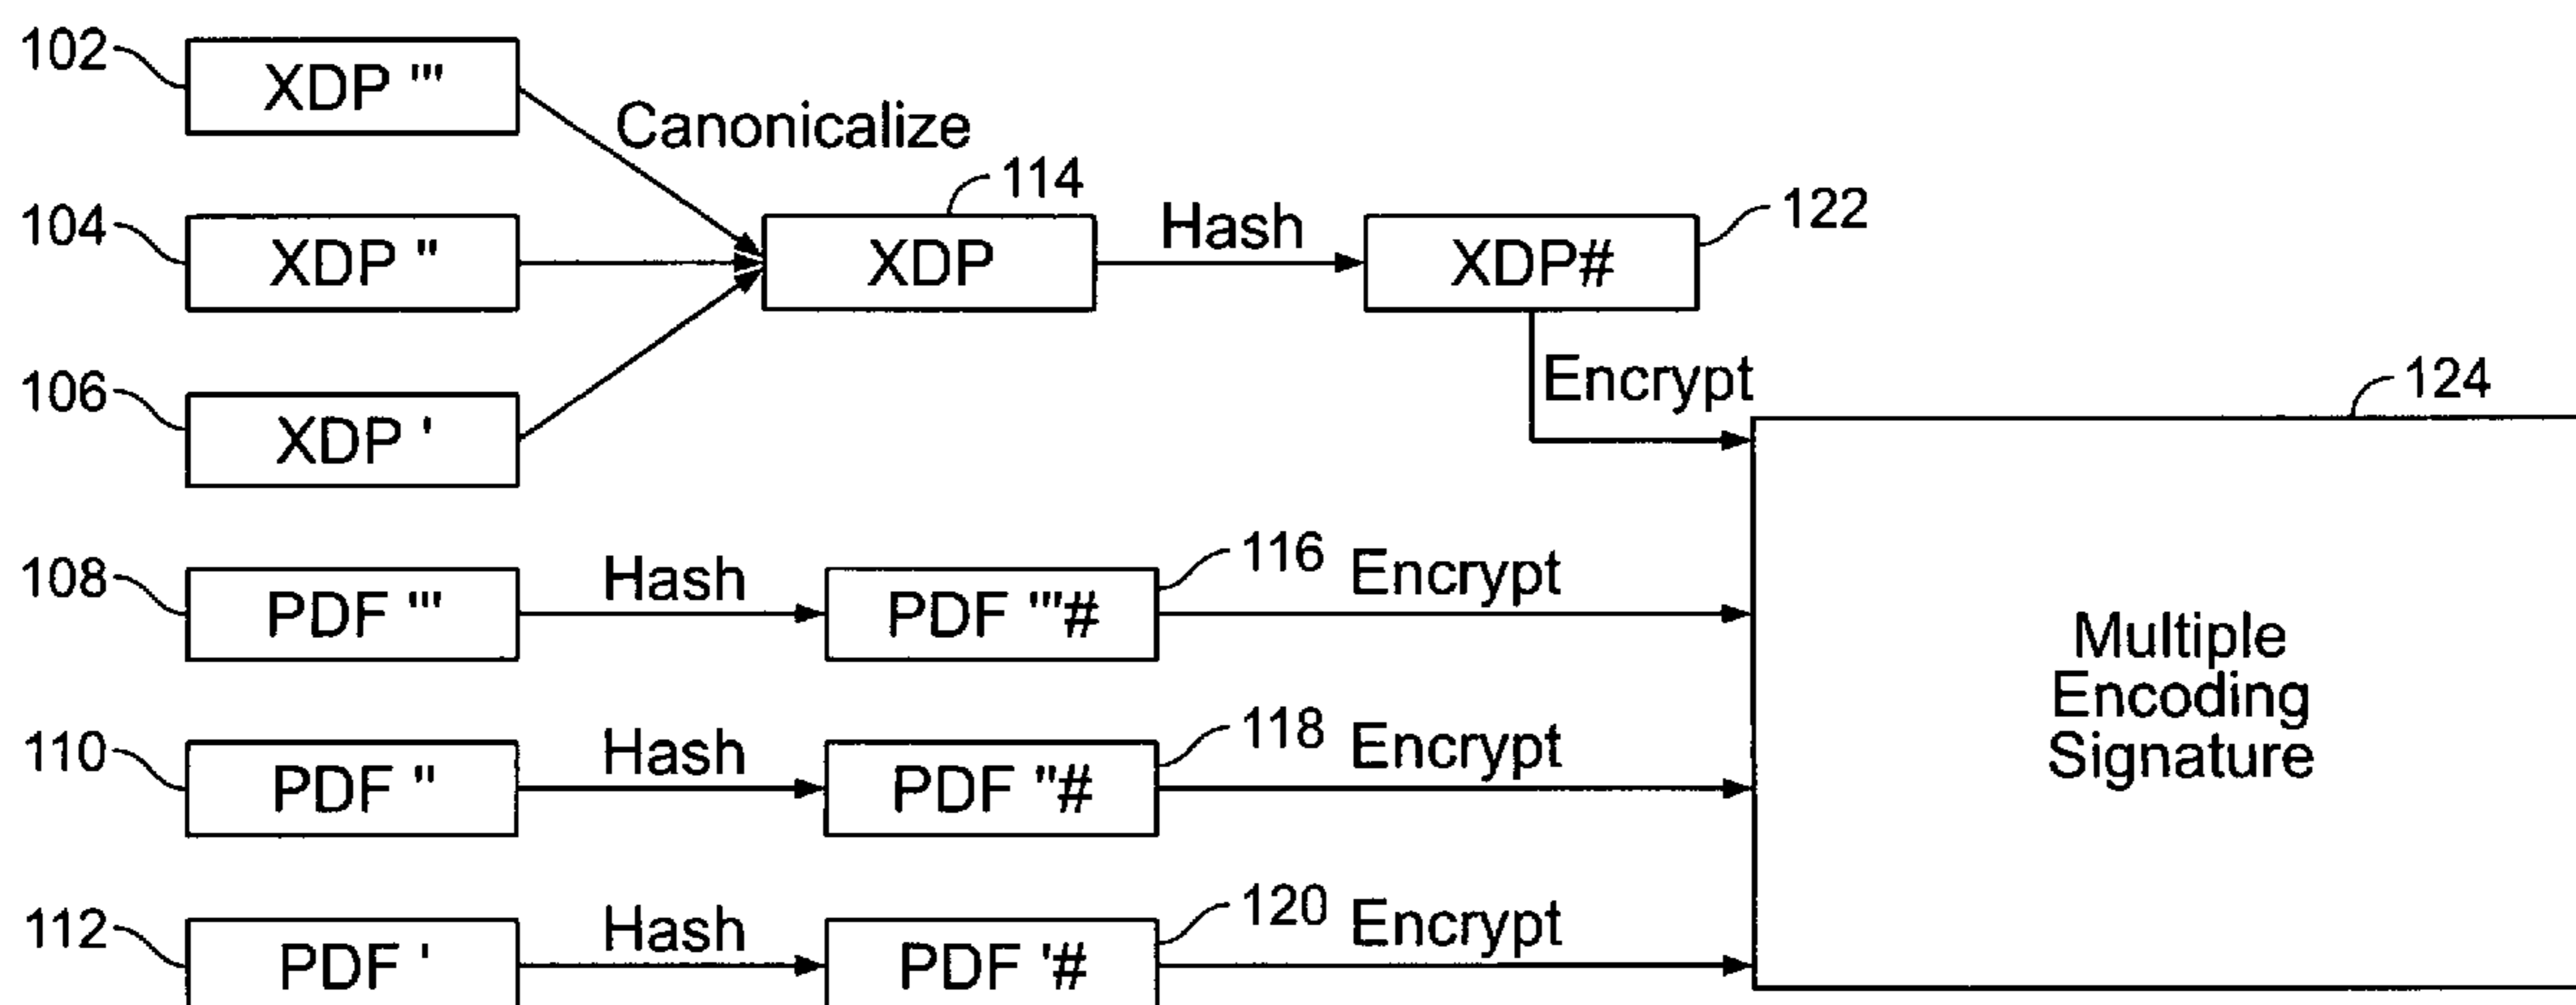 102
XDP '''
Canonicalize
114
104
XDP ''
XDP
Hash
XDP#
122
106
XDP '
Encrypt
124
108
PDF '''
Hash
PDF '''#
116
Encrypt
Multiple
Encoding
Signature
110
PDF ''
Hash
PDF ''#
118
Encrypt
112
PDF '
Hash
PDF '#
120
Encrypt